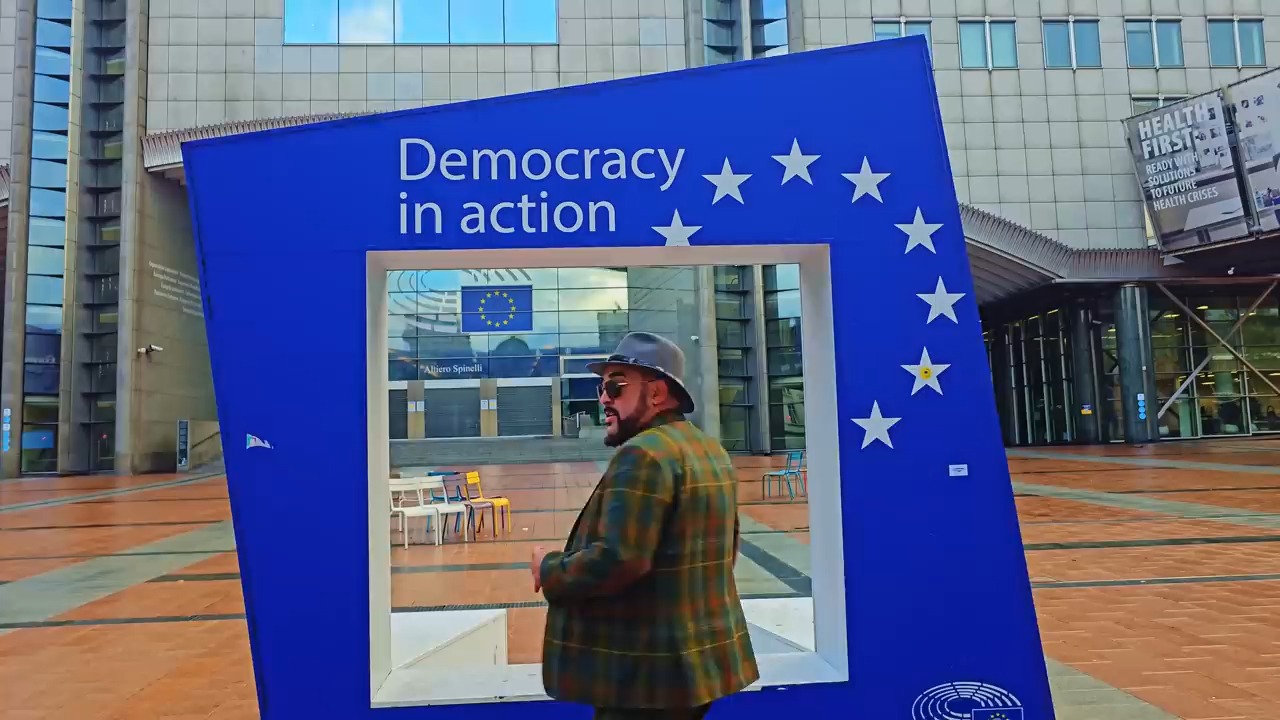 Democracy
in action
HEALTH
FIRST
READY WITH
SOLUTIONS
TO FUTURE
HEALTH CRISES
"Altiero Spinelli